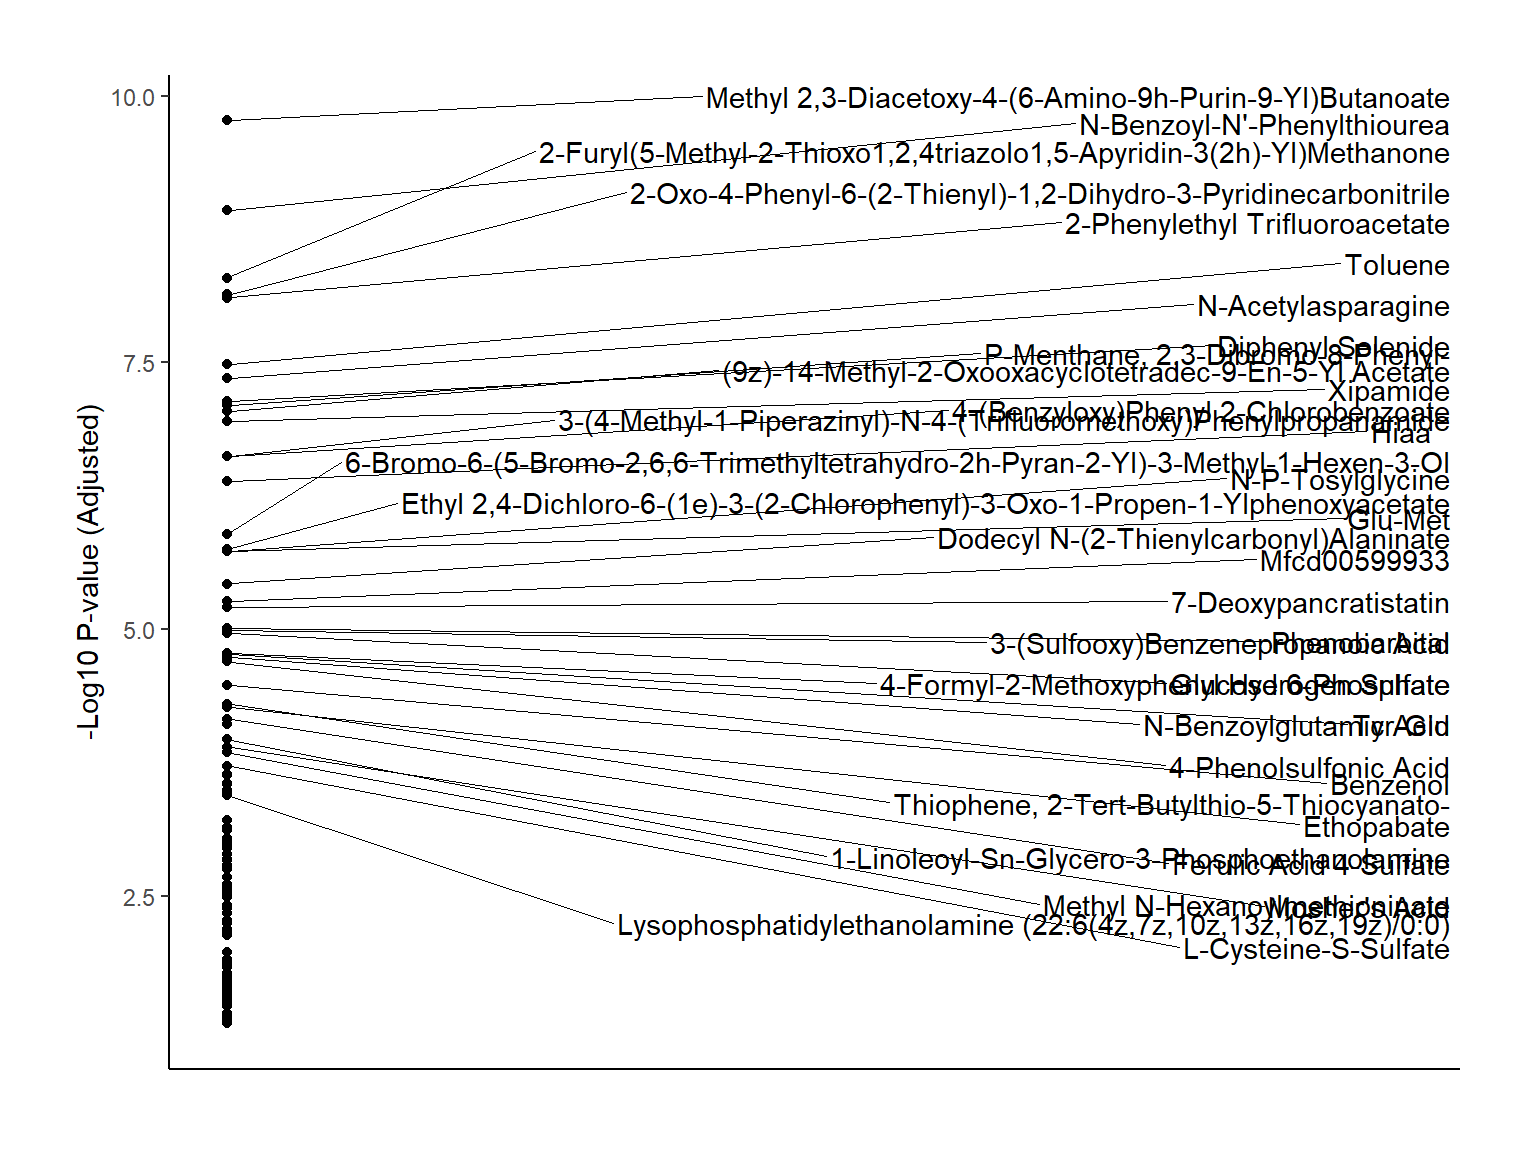 10.0
7.5
5.0
2.5
-Log10 P-value (Adjusted)
Methyl 2,3-Diacetoxy-4-(6-Amino-9h-Purin-9-Yl)Butanoate
N-Benzoyl-N'-Phenylthiourea
2-Furyl(5-Methyl-2-Thioxo1,2,4triazolo1,5-Apyridin-3(2h)-Yl)Methanone
2-Oxo-4-Phenyl-6-(2-Thienyl)-1,2-Dihydro-3-Pyridinecarbonitrile
2-Phenylethyl Trifluoroacetate
Toluene
N-Acetylasparagine
Diphenyl Selenide
P-Menthane, 2,3-Dibromo-8-Phenyl-
(9z)-14-Methyl-2-Oxooxacyclotetradec-9-En-5-Yl Acetate
Xipamide
4-(Benzyloxy)Phenyl 2-Chlorobenzoate
3-(4-Methyl-1-Piperazinyl)-N-4-(Trifluoromethoxy)Phenylpropanamide
Hiaa
6-Bromo-6-(5-Bromo-2,6,6-Trimethyltetrahydro-2h-Pyran-2-Yl)-3-Methyl-1-Hexen-3-Ol
N-P-Tosylglycine
Ethyl 2,4-Dichloro-6-(1e)-3-(2-Chlorophenyl)-3-Oxo-1-Propen-1-Ylphenoxyacetate
Glu-Met
Dodecyl N-(2-Thienylcarbonyl)Alaninate
Mfcd00599933
7-Deoxypancratistatin
3-(Sulfooxy)Benzenepropanoic Acid
Phenobarbital
4-Formyl-2-Methoxyphenyl Hydrogen Sulfate
Glucose 6-Phosphate
N-Benzoylglutamic Acid
Tyr-Glu
4-Phenolsulfonic Acid
Benzenol
Thiophene, 2-Tert-Butylthio-5-Thiocyanato-
Ethopabate
1-Linoleoyl-Sn-Glycero-3-Phosphoethanolamine
Ferulic Acid 4-Sulfate
Methyl N-Hexanoylmethioninate
Mosher's Acid
Lysophosphatidylethanolamine (22:6(4z,7z,10z,13z,16z,19z)/0:0)
L-Cysteine-S-Sulfate